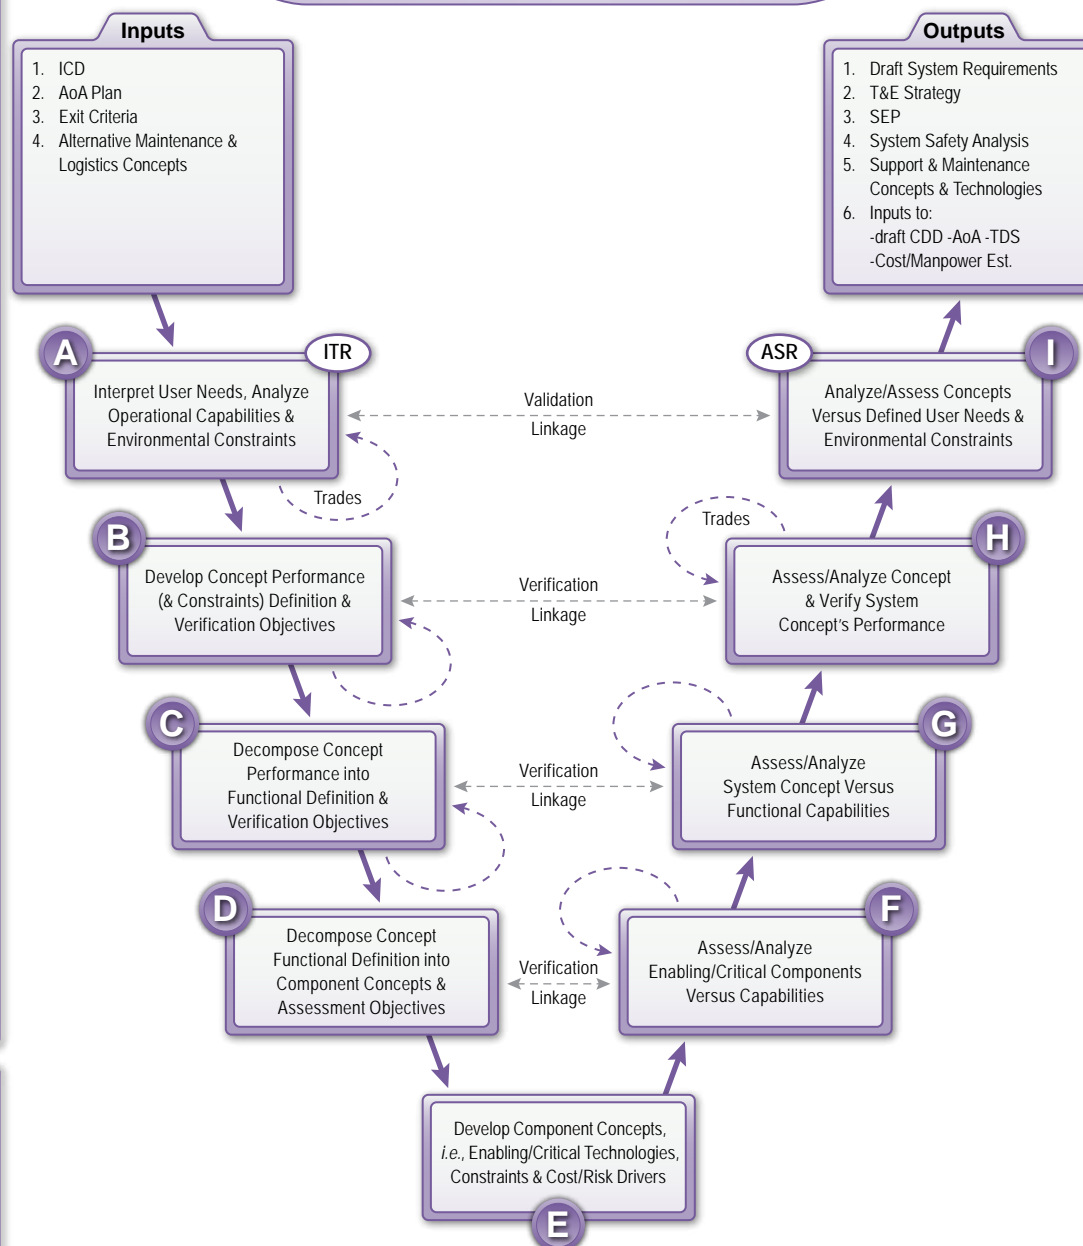 Inputs
1. ICD
2. AoA Plan
3. Exit Criteria
4. Alternative Maintenance &
Logistics Concepts
Outputs
1. Draft System Requirements
2. T&E Strategy
3. SEP
4. System Safety Analysis
5. Support & Maintenance
Concepts & Technologies
6. Inputs to:
-draft CDD -AoA -TDS
-Cost/Manpower Est.
A
ITR
Interpret User Needs, Analyze
Operational Capabilities &
Environmental Constraints
Trades
Validation
Linkage
ASR
I
Analyze/Assess Concepts
Versus Defined User Needs &
Environmental Constraints
B
Develop Concept Performance
(& Constraints) Definition &
Verification Objectives
Verification
Linkage
Trades
H
Assess/Analyze Concept
& Verify System
Concept's Performance
C
Decompose Concept
Performance into
Functional Definition &
Verification Objectives
Verification
Linkage
G
Assess/Analyze
System Concept Versus
Functional Capabilities
D
Decompose Concept
Functional Definition into
Component Concepts &
Assessment Objectives
Verification
Linkage
F
Assess/Analyze
Enabling/Critical Components
Versus Capabilities
Develop Component Concepts,
i.e., Enabling/Critical Technologies,
Constraints & Cost/Risk Drivers
E